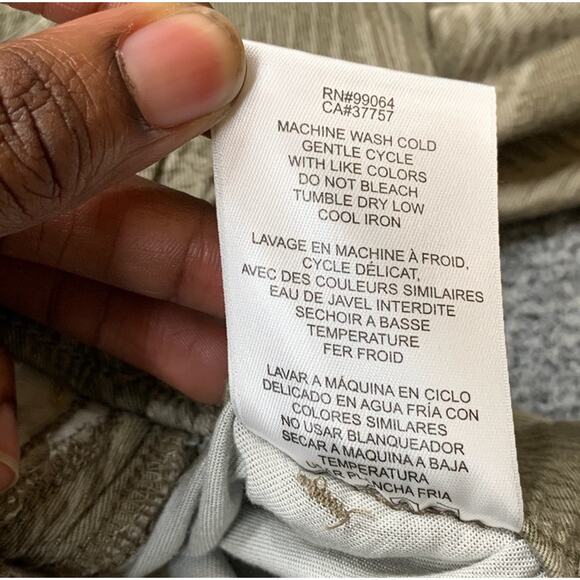 RN#99064
CA#37757
MACHINE WASH COLD
GENTLE CYCLE
WITH LIKE COLORS
DO NOT BLEACH
TUMBLE DRY LOW
COOL IRON
LAVAGE EN MACHINE À FROID,
CYCLE DÉLICAT,
AVEC DES COULEURS SIMILAIRES
EAU DE JAVEL INTERDITE
SECHOIR A BASSE
TEMPERATURE
FER FROID
LAVAR A MÁQUINA EN CICLO
DELICADO EN AGUA FRÍA CON
COLORES SIMILARES
NO USAR BLANQUEADOR
SECAR A MAQUINA A BAJA
TEMPERATURA
PLANCHA FRIA